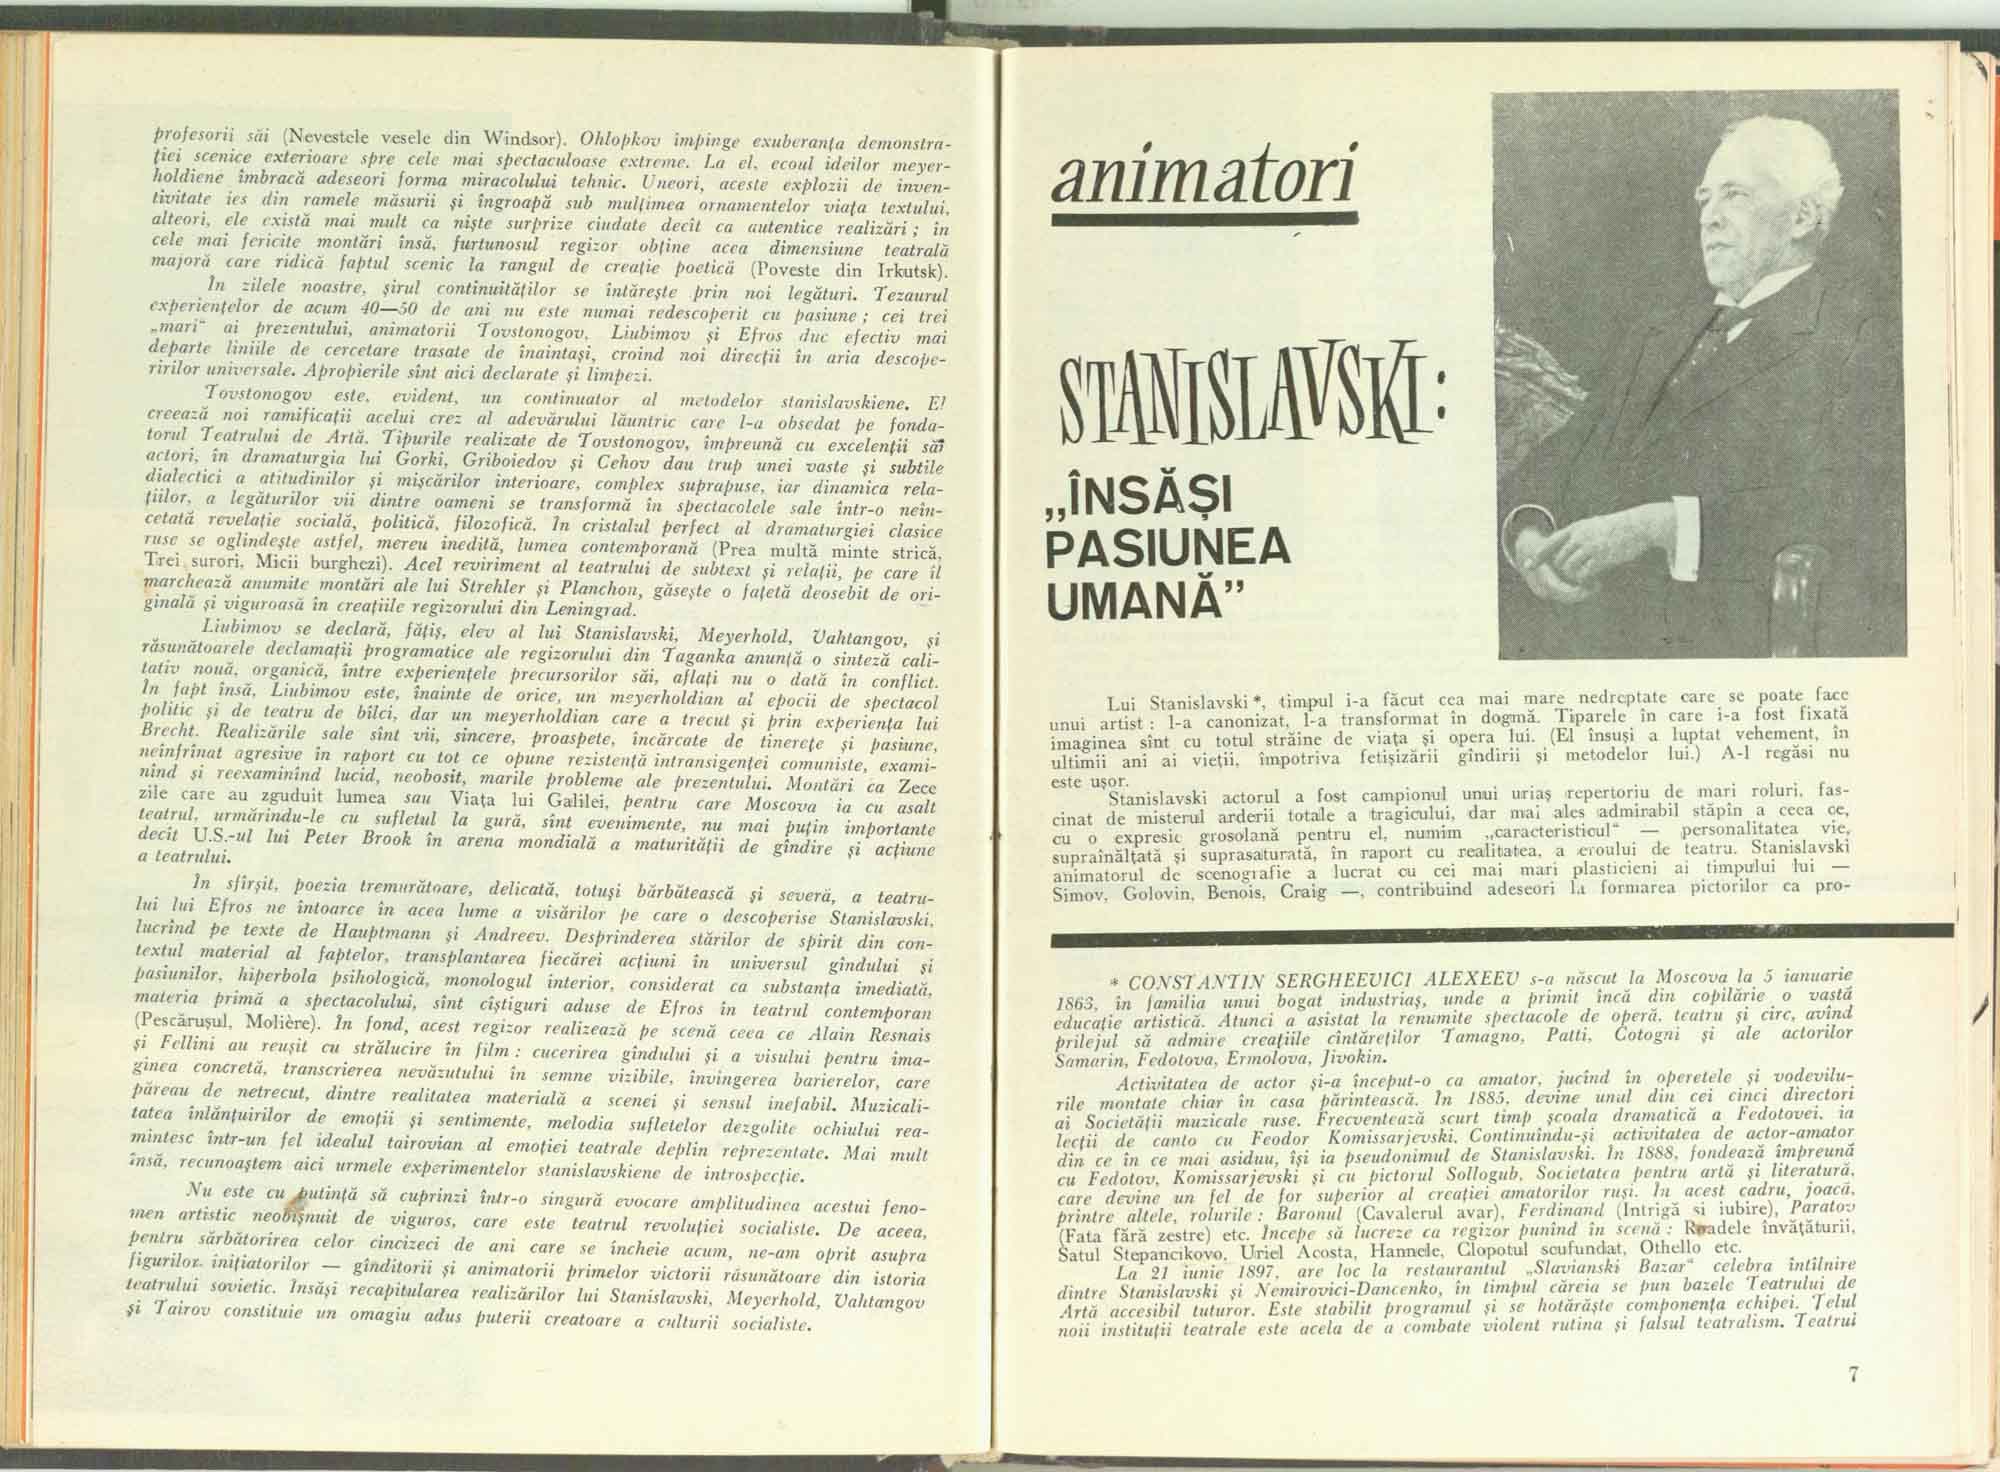 profesorii săi (Nevestele vesele din Windsor). Ohlopkov împinge exuberanța demonstra-
ției scenice exterioare spre cele mai spectaculoase extreme. La el, ecoul ideilor meyer-
holdiene îmbracă adeseori forma miracolului tehnic. Uneori, aceste explozii de inven-
tivitate ies din ramele măsurii și îngroapă sub mulțimea ornamentelor viața textului,
alteori, ele există mai mult ca niște surprize ciudate decît ca autentice realizări ; în
cele mai fericite montări însă, furtunosul regizor obține acea dimensiune teatrală
majoră care ridică faptul scenic la rangul de creație poetică (Poveste din Irkutsk).
În zilele noastre, șirul continuităților se întărește prin noi legături. Tezaurul
experiențelor de acum 40—50 de ani nu este numai redescoperit cu pasiune ; cei trei
„mari“ ai prezentului, animatorii Tovstonogov, Liubimov și Efros duc efectiv mai
departe liniile de cercetare trasate de înaintași, croind noi direcții în aria descope-
ririlor universale. Apropierile sînt aici declarate și limpezi.
Tovstonogov este, evident, un continuator al metodelor stanislavskiene. El
creează noi ramificații acelui crez al adevărului lăuntric care l-a obsedat pe fonda-
torul Teatrului de Artă. Tipurile realizate de Tovstonogov, împreună cu excelenții săi
actori, în dramaturgia lui Gorki, Griboiedov și Cehov dau trup unei vaste și subtile
dialectici a atitudinilor și mișcărilor interioare, complex suprapuse, iar dinamica rela-
țiilor, a legăturilor vii dintre oameni se transformă în spectacolele sale într-o neîn-
cetată revelație socială, politică, filozofică. În cristalul perfect al dramaturgiei clasice
ruse se oglindește astfel, mereu inedită, lumea contemporană (Prea multă minte strică,
Trei surori, Micii burghezi). Acel reviriment al teatrului de subtext și relații, pe care îl
marchează anumite montări ale lui Strehler și Planchon, găsește o fațetă deosebit de ori-
ginală și viguroasă în creațiile regizorului din Leningrad.
Liubimov se declară, fățiș, elev al lui Stanislavski, Meyerhold, Vahtangov, și
răsunătoarele declamații programatice ale regizorului din Taganka anunță o sinteză cali-
tativ nouă, organică, între experiențele precursorilor săi, aflați nu o dată în conflict.
În fapt însă, Liubimov este, înainte de orice, un meyerholdian al epocii de spectacol
politic și de teatru de bîlci, dar un meyerholdian care a trecut și prin experiența lui
Brecht. Realizările sale sînt vii, sincere, proaspete, încărcate de tinerețe și pasiune,
neînfrînat agresive în raport cu tot ce opune rezistență intransigenței comuniste, exami-
nînd și reexaminînd lucid, neobosit, marile probleme ale prezentului. Montări ca Zece
zile care au zguduit lumea sau Viața lui Galilei, pentru care Moscova ia cu asalt
teatrul, urmărindu-le cu sufletul la gură, sînt evenimente, nu mai puțin importante
decît U.S.-ul lui Peter Brook în arena mondială a maturității de gîndire și acțiune
a teatrului.
În sfîrșit, poezia tremurătoare, delicată, totuși bărbătească și severă, a teatru-
lui lui Efros ne întoarce în acea lume a visărilor pe care o descoperise Stanislavski,
lucrînd pe texte de Hauptmann și Andreev. Desprinderea stărilor de spirit din con-
textul material al faptelor, transplantarea fiecărei acțiuni în universul gîndului și
pasiunilor, hiperbola psihologică, monologul interior, considerat ca substanța imediată,
materia primă a spectacolului, sînt cîștiguri aduse de Efros în teatrul contemporan
(Pescărușul, Molière). În fond, acest regizor realizează pe scenă ceea ce Alain Resnais
și Fellini au reușit cu strălucire în film : cucerirea gîndului și a visului pentru ima-
ginea concretă, transcrierea nevăzutului în semne vizibile, învingerea barierelor, care
păreau de netrecut, dintre realitatea materială a scenei și sensul inefabil. Muzicali-
tatea înlănțuirilor de emoții și sentimente, melodia sufletelor dezgolite ochiului rea-
mintesc într-un fel idealul tairovian al emoției teatrale deplin reprezentate. Mai mult
însă, recunoaștem aici urmele experimentelor stanislavskiene de introspecție.
Nu este cu putință să cuprinzi într-o singură evocare amplitudinea acestui feno-
men artistic neobișnuit de viguros, care este teatrul revoluției socialiste. De aceea,
pentru sărbătorirea celor cincizeci de ani care se încheie acum, ne-am oprit asupra
figurilor inițiatorilor — gînditorii și animatorii primelor victorii răsunătoare din istoria
teatrului sovietic. Însăși recapitularea realizărilor lui Stanislavski, Meyerhold, Vahtangov
și Tairov constituie un omagiu adus puterii creatoare a culturii socialiste.
animatori
STANISLAVSKI:
„ÎNSĂȘI
PASIUNEA
UMANĂ”
Lui Stanislavski *, timpul i-a făcut cea mai mare nedreptate care se poate face
unui artist : l-a canonizat, l-a transformat în dogmă. Tiparele în care i-a fost fixată
imaginea sînt cu totul străine de viața și opera lui. (El însuși a luptat vehement, în
ultimii ani ai vieții, împotriva fetișizării gîndirii și metodelor lui.) A-l regăsi nu
este ușor.
Stanislavski actorul a fost campionul unui uriaș repertoriu de mari roluri, fas-
cinat de misterul arderii totale a tragicului, dar mai ales admirabil stăpîn a ceea ce,
cu o expresie grosolană pentru el, numim „caracteristicul“ — personalitatea vie,
supraînălțată și suprasaturată, în raport cu realitatea, a eroului de teatru. Stanislavski
animatorul de scenografie a lucrat cu cei mai mari plasticieni ai timpului lui —
Simov, Golovin, Benois, Craig —, contribuind adeseori la formarea pictorilor ca pro-
* CONSTANTIN SERGHEEVICI ALEXEEV s-a născut la Moscova la 5 ianuarie
1863, în familia unui bogat industriaș, unde a primit încă din copilărie o vastă
educație artistică. Atunci a asistat la renumite spectacole de operă, teatru și circ, avînd
prilejul să admire creațiile cîntăreților Tamagno, Patti, Cotogni și ale actorilor
Samarin, Fedotova, Ermolova, Jivokin.
Activitatea de actor și-a început-o ca amator, jucînd în operetele și vodevilu-
rile montate chiar în casa părintească. În 1885, devine unul din cei cinci directori
ai Societății muzicale ruse. Frecventează scurt timp școala dramatică a Fedotovei, ia
lecții de canto cu Feodor Komissarjevski. Continuîndu-și activitatea de actor-amator
din ce în ce mai asiduu, își ia pseudonimul de Stanislavski. În 1888, fondează împreună
cu Fedotov, Komissarjevski și cu pictorul Sollogub, Societatea pentru artă și literatură,
care devine un fel de for superior al creației amatorilor ruși. În acest cadru, joacă,
printre altele, rolurile : Baronul (Cavalerul avar), Ferdinand (Intrigă și iubire), Paratov
(Fata fără zestre) etc. Începe să lucreze ca regizor punînd în scenă : Roadele învățăturii,
Satul Stepancikovo, Uriel Acosta, Hannele, Clopotul scufundat, Othello etc.
La 21 iunie 1897, are loc la restaurantul „Slavianski Bazar“ celebra întîlnire
dintre Stanislavski și Nemirovici-Dancenko, în timpul căreia se pun bazele Teatrului de
Artă accesibil tuturor. Este stabilit programul și se hotărăște componența echipei. Țelul
noii instituții teatrale este acela de a combate violent rutina și falsul teatralism. Teatrul
7